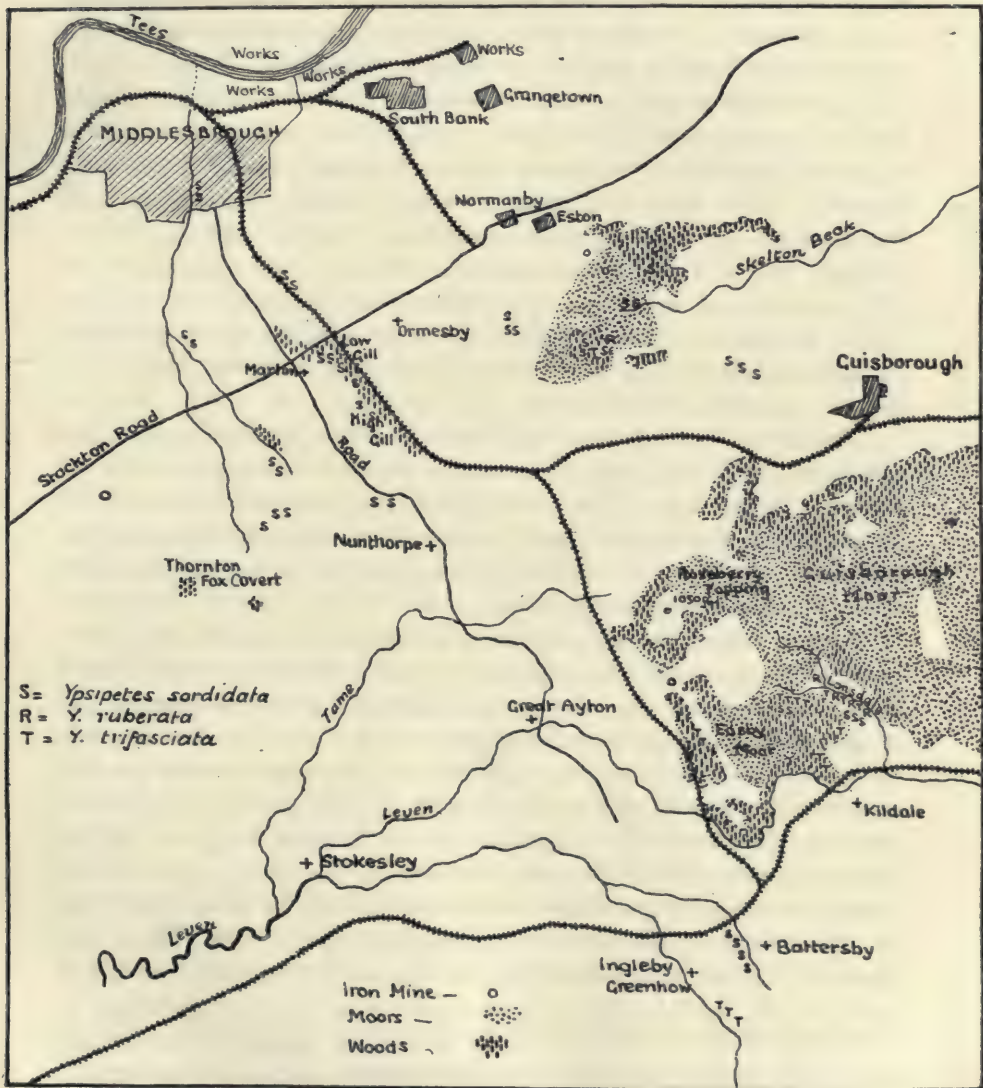 Tees
Works
Works
Works
Works
South Bank
Grangetown
MIDDLESBROUGH
Normanby
Eston
Skelton Beak
Ormesby
Low
Gill
Marton
High
Gill
Guisborough
Stockton Road
Road
Nunthorpe
Thornton
Fox Covert
Roseberry
Topping
Guisborough
Moor
S = Ypsipetes sordidata
R = Y. ruberata
T = Y. trifasciata
Tame
Great Ayton
Lonsdale
Easby
Moor
Leven
Kildale
Stokesley
Leven
Battersby
Ingleby
Greenhow
Iron Mine –
Moors –
Woods
S S
S S
S
S S
S S
S S S
S S
S S
S S
S S S
S S
S
S
S
S
T T T